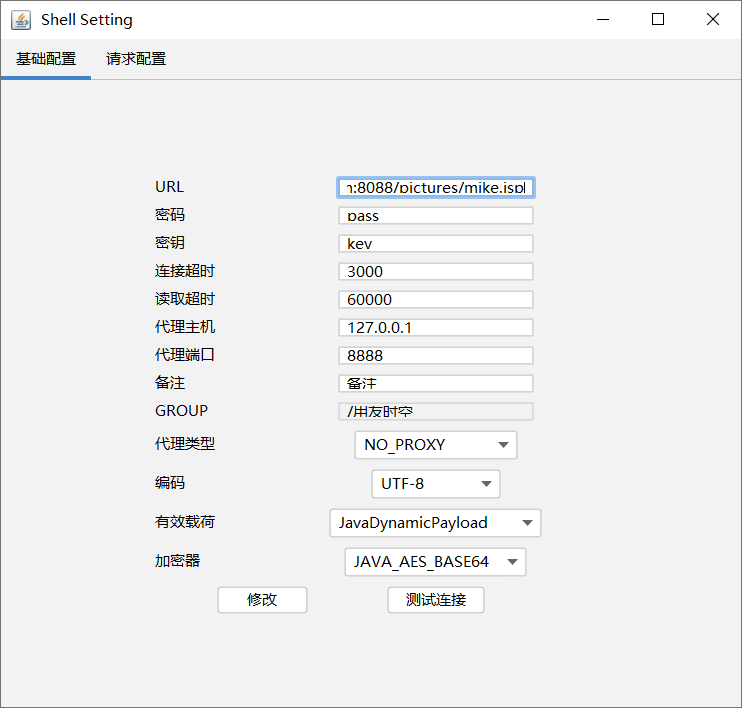 Shell Setting
基础配置 请求配置
URL :8088/pictures/mike.jsp
密码 pass
密钥 key
连接超时 3000
读取超时 60000
代理主机 127.0.0.1
代理端口 8888
备注 备注
GROUP /用友时空
代理类型 NO_PROXY
编码 UTF-8
有效载荷 JavaDynamicPayload
加密器 JAVA_AES_BASE64
修改 测试连接